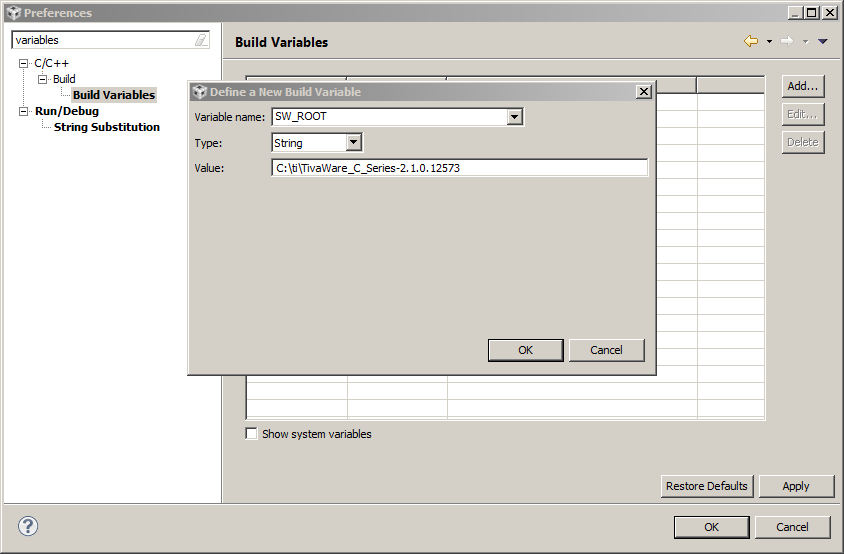 Preferences
variables
Build Variables
C/C++
Build
Build Variables
Run/Debug
String Substitution
Define a New Build Variable
Variable name: SW_ROOT
Type: String
Value: C:\ti\TivaWare_C_Series-2.1.0.12573
OK Cancel
Add...
Edit...
Delete
Show system variables
Restore Defaults Apply
? OK Cancel